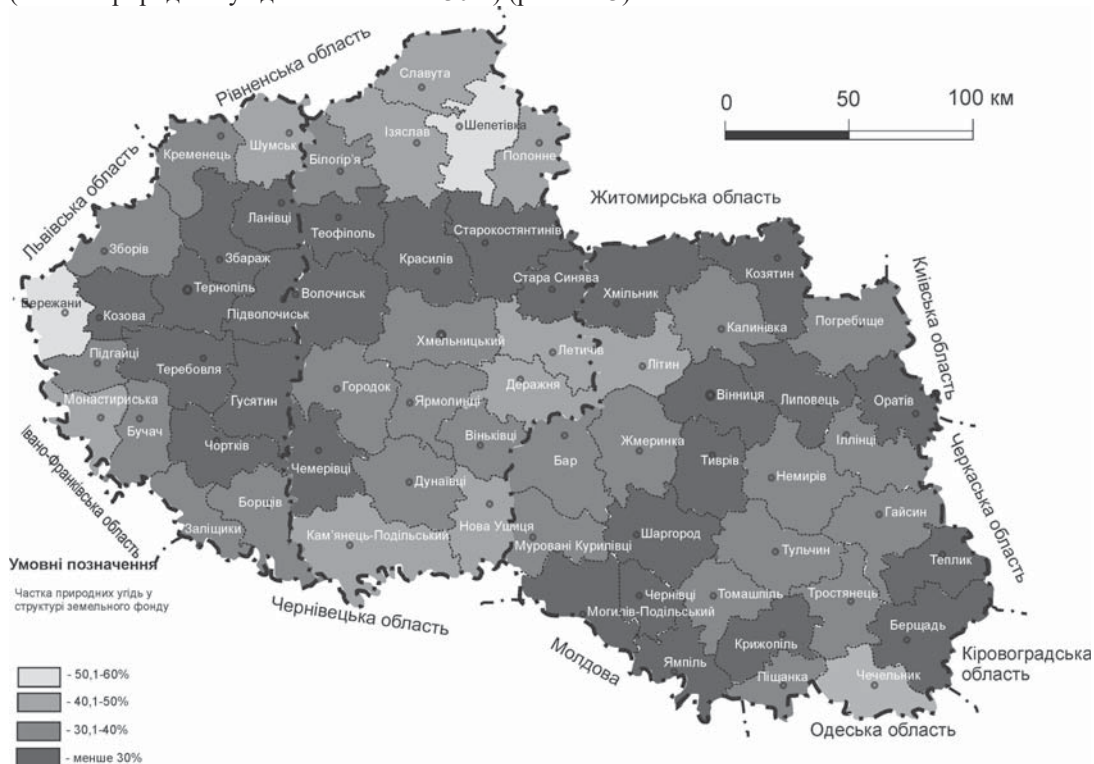 Рівненська область
Славута
Шепетівка
Ізяслав
Полонне
Шумськ
Кременець
Білогір'я
0 50 100 км
Львівська область
Житомирська область
Ланівці
Теофіполь
Старокостянтинів
Зборів
Збараж
Красилів
Козятин
Київська область
Бережани
Тернопіль
Волочиськ
Стара Синява
Хмільник
Козова
Підволочиськ
Калинівка
Погребище
Хмельницький
Підгайці
Летичів
Літин
Теребовля
Деражня
Городок
Ярмолинці
Вінниця
Липовець
Оратів
Монастириська
Гусятин
Бучач
Чортків
Віньківці
Жмеринка
Іллінці
Черкаська область
Івано-франківська область
Чемерівці
Бар
Тиврів
Немирів
Дунаївці
Борщів
Гайсин
Заліщики
Кам'янець-Подільський
Нова Ушиця
Муровані Курилівці
Шаргород
Тульчин
Теплик
Умовні позначення
Частка природних угідь у
структурі земельного фонду
Чернівецька область
Чернівці
Могилів-Подільський
Томашпіль
Тростянець
Бершадь
Крижопіль
Молдова
Ямпіль
Піщанка
Чечельник
Кіровоградська
область
Одеська область
- 50,1-60%
- 40,1-50%
- 30,1-40%
- менше 30%